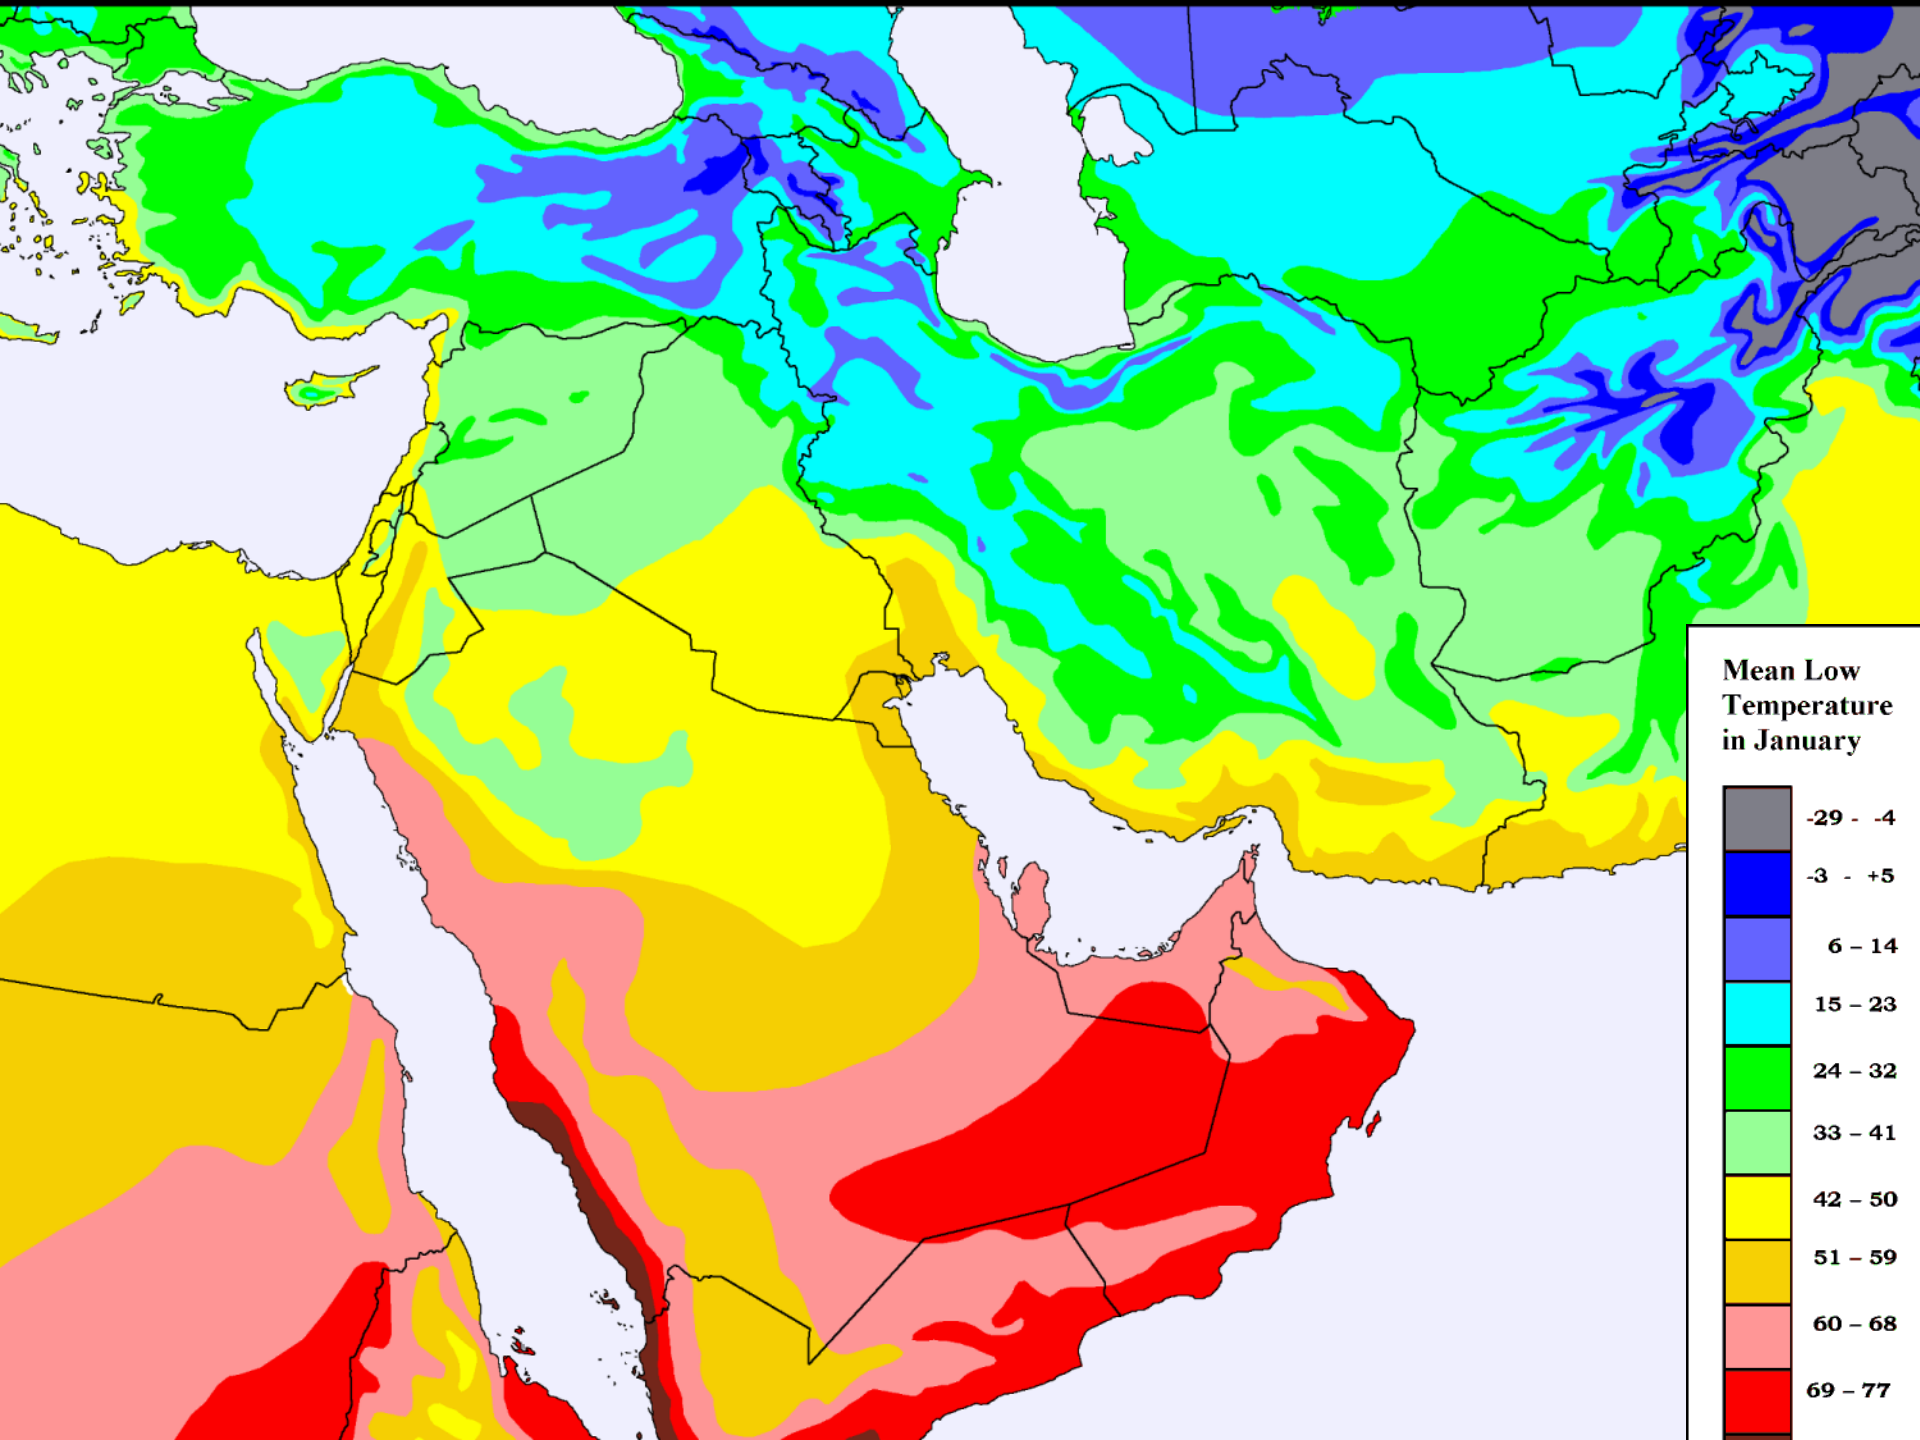 Mean Low
Temperature
in January
-29 - -4
-3 - +5
6 – 14
15 – 23
24 – 32
33 – 41
42 – 50
51 – 59
60 – 68
69 – 77